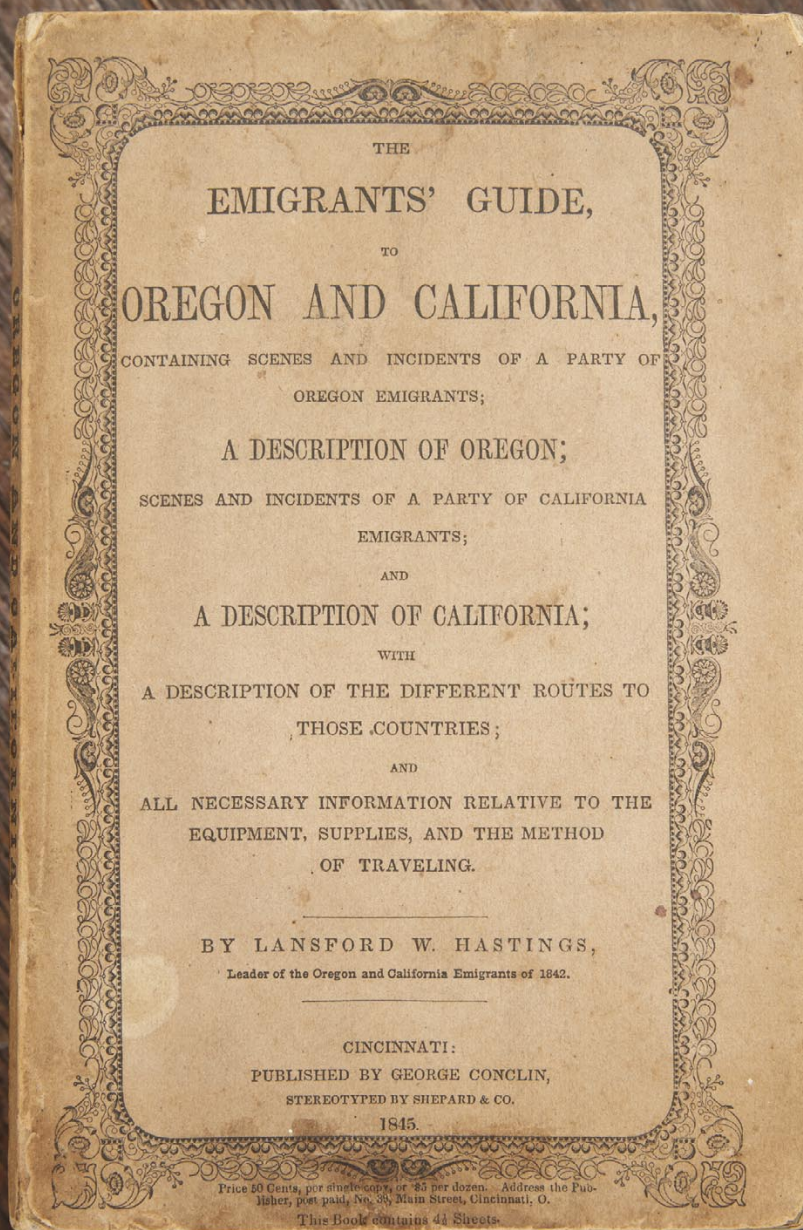 THE
EMIGRANTS' GUIDE,
TO
OREGON AND CALIFORNIA,
CONTAINING SCENES AND INCIDENTS OF A PARTY OF
OREGON EMIGRANTS;
A DESCRIPTION OF OREGON;
SCENES AND INCIDENTS OF A PARTY OF CALIFORNIA
EMIGRANTS;
AND
A DESCRIPTION OF CALIFORNIA;
WITH
A DESCRIPTION OF THE DIFFERENT ROUTES TO
THOSE COUNTRIES;
AND
ALL NECESSARY INFORMATION RELATIVE TO THE
EQUIPMENT, SUPPLIES, AND THE METHOD
OF TRAVELING.
BY LANSFORD W. HASTINGS,
Leader of the Oregon and California Emigrants of 1842.
CINCINNATI:
PUBLISHED BY GEORGE CONCLIN,
STEREOTYPED BY SHEPARD & CO.
1845.
Price 50 Cents, per single copy, or $5 per dozen. Address the Pub-
lisher, post paid, No. 39, Main Street, Cincinnati, O.
This Book contains 4½ Sheets.